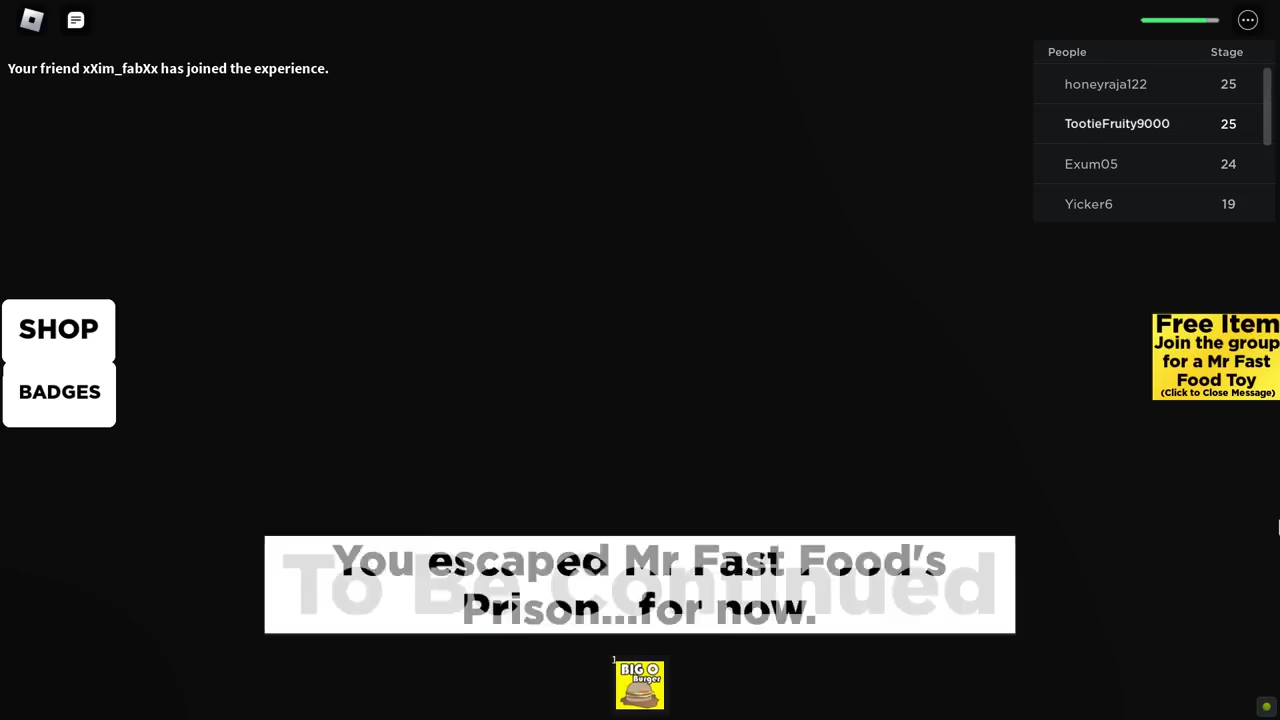 People Stage
Your friend xXim_fabXx has joined the experience.
honeyraja122 25
TootieFruity9000 25
Exum05 24
Yicker6 19
SHOP
BADGES
Free Item
Join the group
for a Mr Fast
Food Toy
(Click to Close Message)
You escaped Mr Fast Food's
Prison...for now.
To Be Continued
1
BIG O
Burger